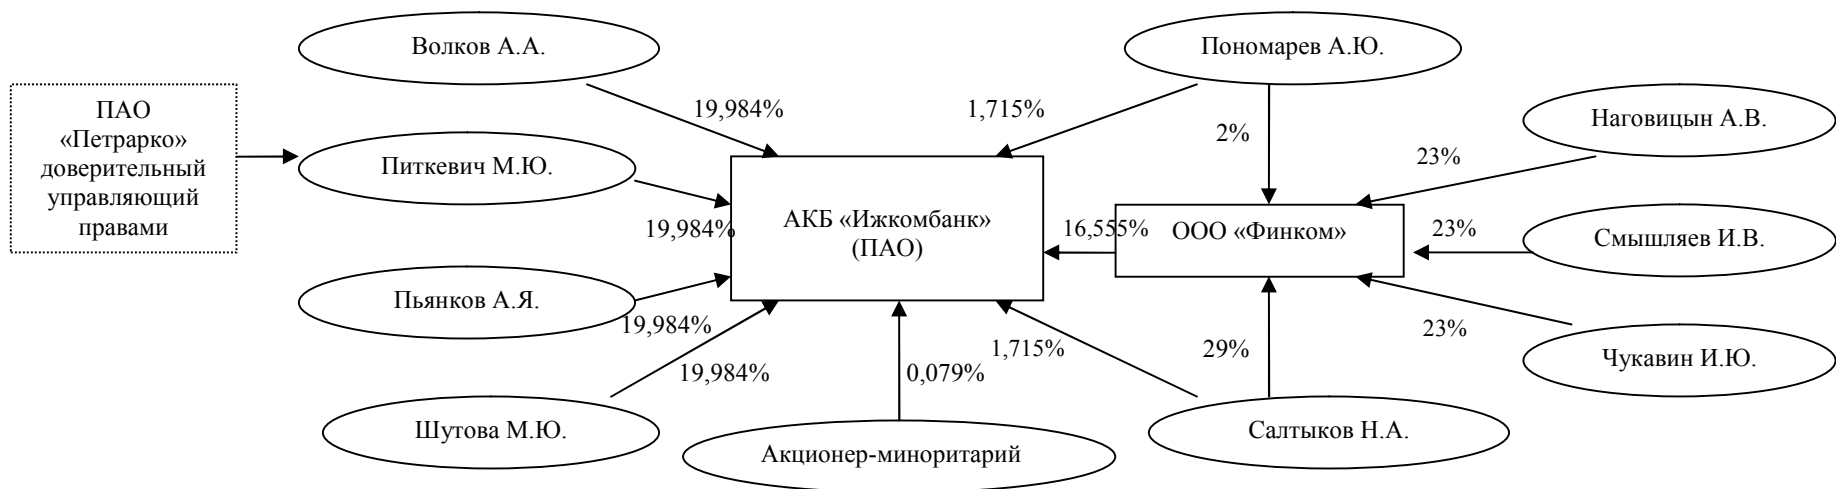 Волков А.А.
Пономарев А.Ю.
ПАО
«Петрарко»
доверительный
управляющий
правами
19,984%
1,715%
2%
Наговицын А.В.
Питкевич М.Ю.
23%
АКБ «Ижкомбанк»
(ПАО)
19,984%
16,555%
ООО «Финком»
23%
Смышляев И.В.
Пьянков А.Я.
19,984%
1,715%
29%
23%
Чукавин И.Ю.
19,984%
0,079%
Шутова М.Ю.
Акционер-миноритарий
Салтыков Н.А.